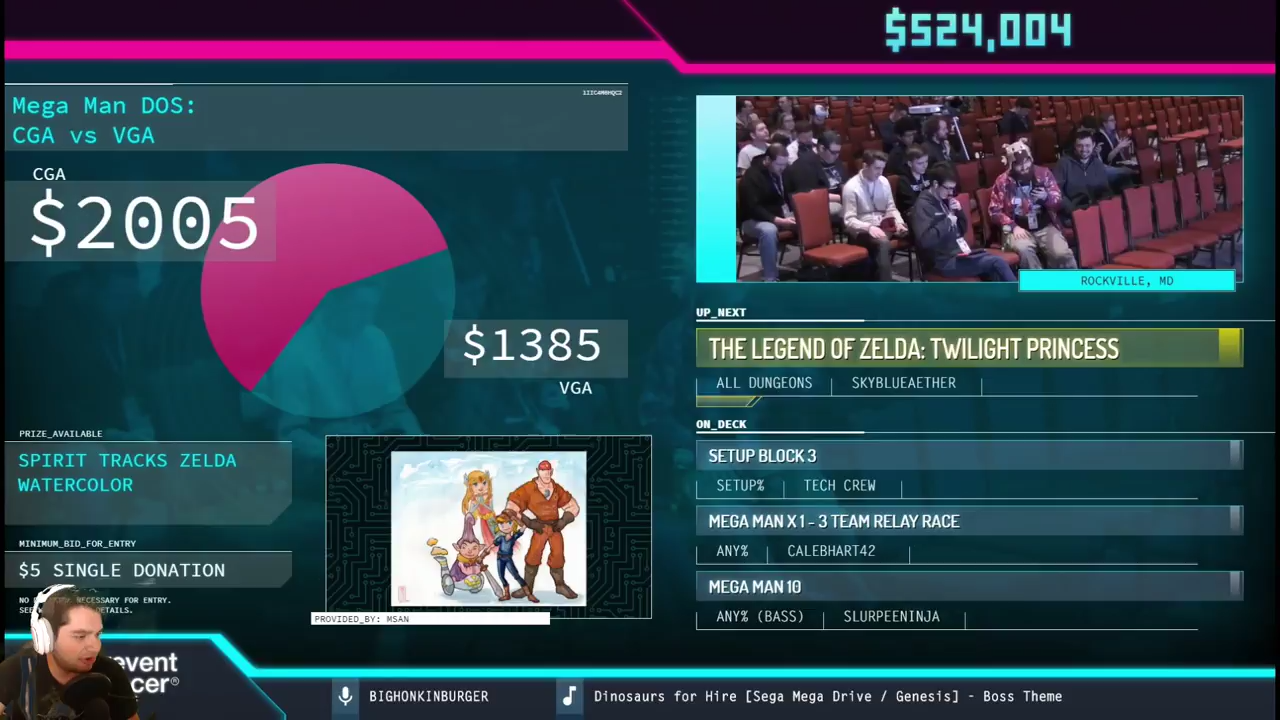 $524,004
Mega Man DOS:
CGA vs VGA
CGA
$2005
$1385
VGA
ROCKVILLE, MD
UP_NEXT
THE LEGEND OF ZELDA: TWILIGHT PRINCESS
ALL DUNGEONS
SKYBLUEAETHER
ON_DECK
SETUP BLOCK 3
SETUP%
TECH CREW
MEGA MAN X 1 - 3 TEAM RELAY RACE
ANY%
CALEBHART42
MEGA MAN 10
ANY% (BASS)
SLURPEENINJA
PRIZE_AVAILABLE
SPIRIT TRACKS ZELDA
WATERCOLOR
MINIMUM_BID_FOR_ENTRY
$5 SINGLE DONATION
NECESSARY FOR ENTRY.
PROVIDED_BY: MSAN
BIGHONKINBURGER
Dinosaurs for Hire [Sega Mega Drive / Genesis] - Boss Theme